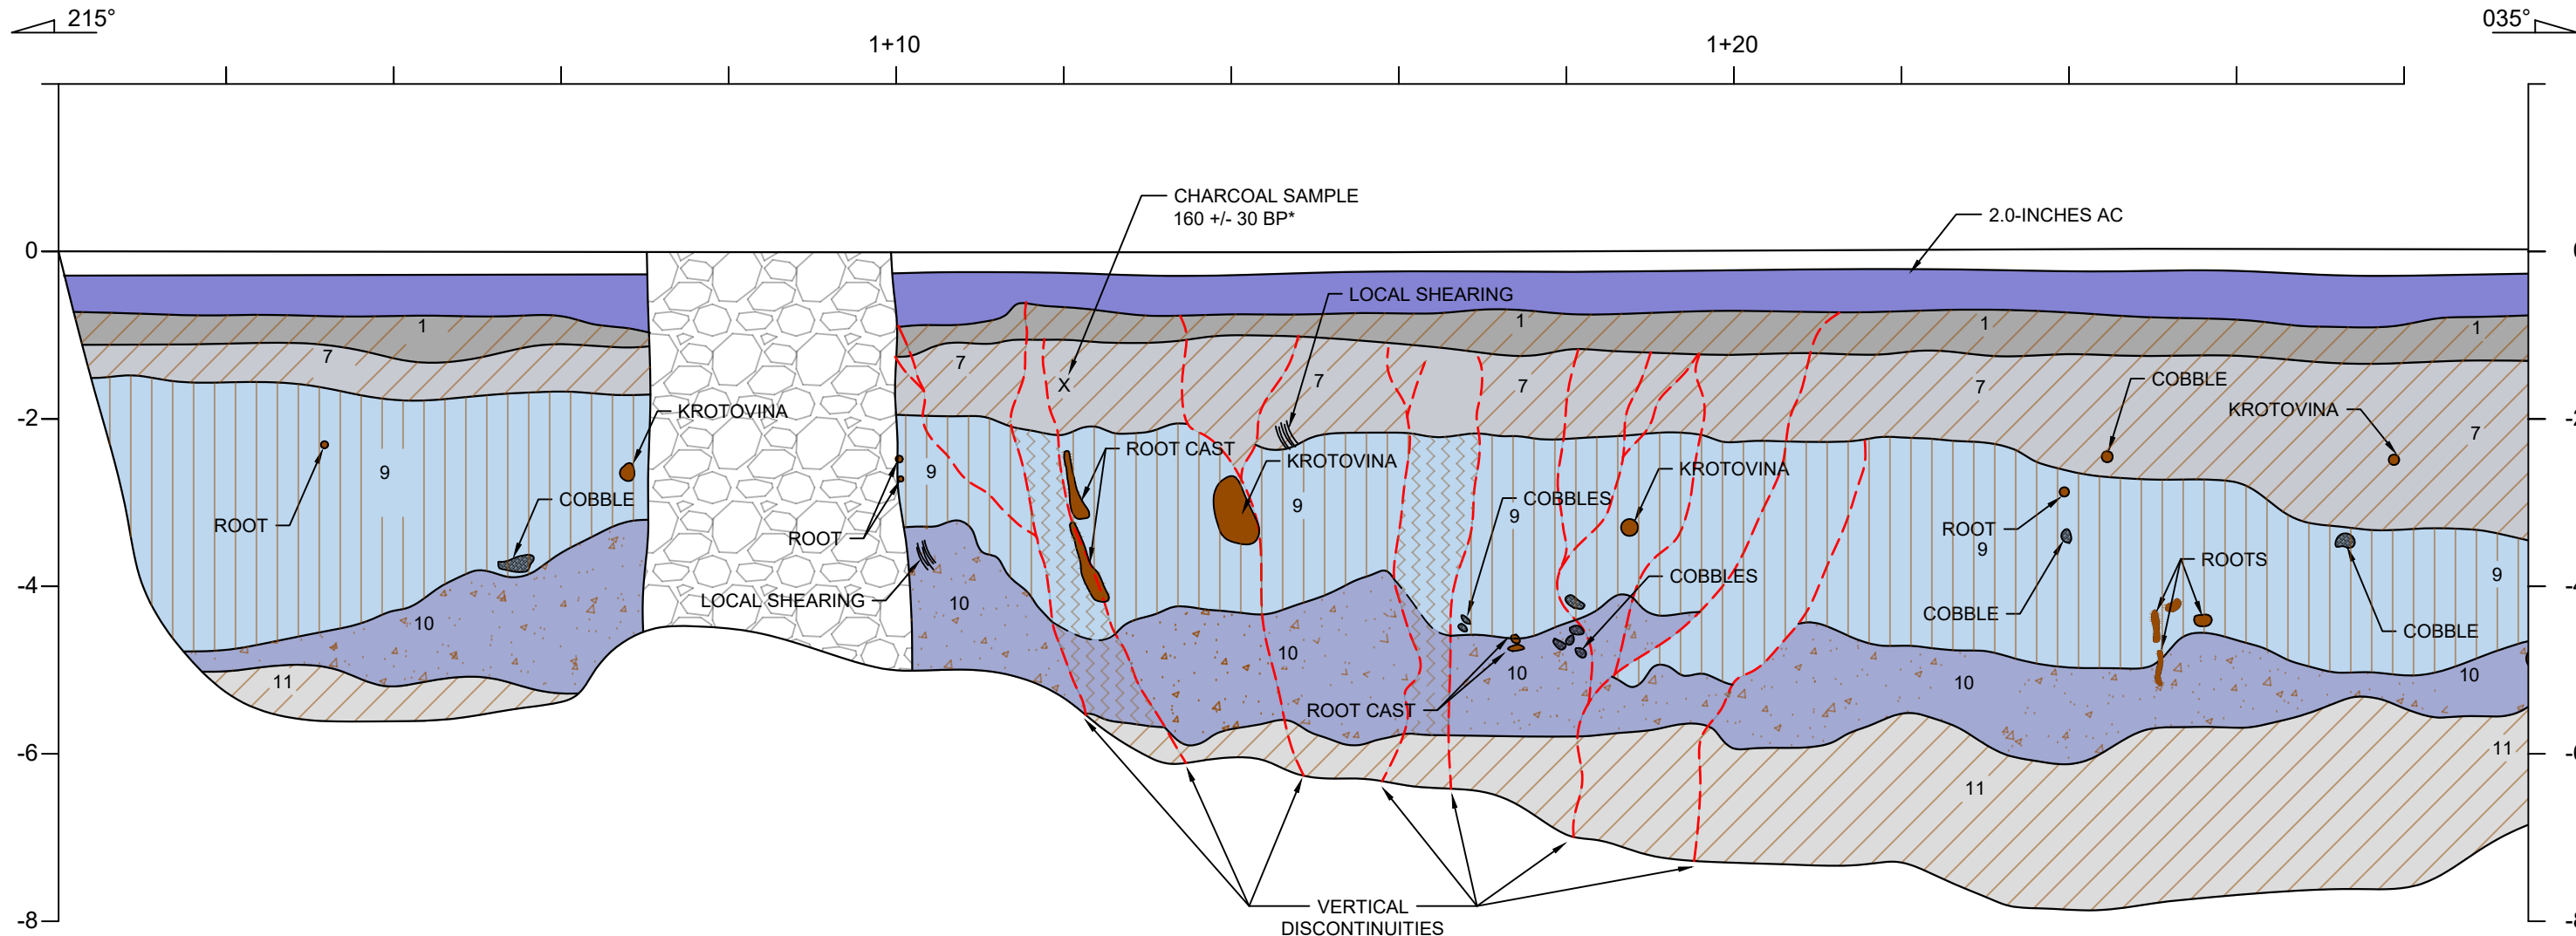 215°
035°
1+10
1+20
CHARCOAL SAMPLE
160 +/- 30 BP*
2.0-INCHES AC
0
LOCAL SHEARING
1
1
1
1
7
7
7
7
7
7
COBBLE
KROTOVINA
-2
KROTOVINA
ROOT CAST
KROTOVINA
KROTOVINA
9
9
9
COBBLES
9
COBBLE
ROOT
ROOT
ROOT
9
ROOTS
9
-4
LOCAL SHEARING
COBBLES
10
10
COBBLE
COBBLE
10
10
10
10
11
ROOT CAST
-6
11
11
VERTICAL
DISCONTINUITIES
-8